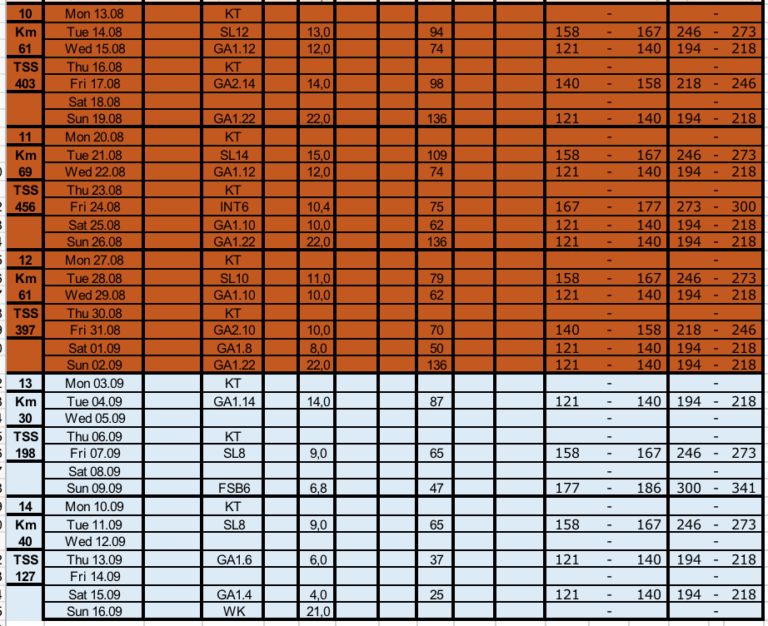 10 Mon 13.08 KT - -
Km Tue 14.08 SL12 13,0 94 158 - 167 246 - 273
61 Wed 15.08 GA1.12 12,0 74 121 - 140 194 - 218
TSS Thu 16.08 KT - -
403 Fri 17.08 GA2.14 14,0 98 140 - 158 218 - 246
Sat 18.08 - -
Sun 19.08 GA1.22 22,0 136 121 - 140 194 - 218
11 Mon 20.08 KT - -
Km Tue 21.08 SL14 15,0 109 158 - 167 246 - 273
69 Wed 22.08 GA1.12 12,0 74 121 - 140 194 - 218
TSS Thu 23.08 KT - -
456 Fri 24.08 INT6 10,4 75 167 - 177 273 - 300
Sat 25.08 GA1.10 10,0 62 121 - 140 194 - 218
Sun 26.08 GA1.22 22,0 136 121 - 140 194 - 218
12 Mon 27.08 KT - -
Km Tue 28.08 SL10 11,0 79 158 - 167 246 - 273
61 Wed 29.08 GA1.10 10,0 62 121 - 140 194 - 218
TSS Thu 30.08 KT - -
397 Fri 31.08 GA2.10 10,0 70 140 - 158 218 - 246
Sat 01.09 GA1.8 8,0 50 121 - 140 194 - 218
Sun 02.09 GA1.22 22,0 136 121 - 140 194 - 218
13 Mon 03.09 KT - -
Km Tue 04.09 GA1.14 14,0 87 121 - 140 194 - 218
30 Wed 05.09 - -
TSS Thu 06.09 KT - -
198 Fri 07.09 SL8 9,0 65 158 - 167 246 - 273
Sat 08.09 - -
Sun 09.09 FSB6 6,8 47 177 - 186 300 - 341
14 Mon 10.09 KT - -
Km Tue 11.09 SL8 9,0 65 158 - 167 246 - 273
40 Wed 12.09 - -
TSS Thu 13.09 GA1.6 6,0 37 121 - 140 194 - 218
127 Fri 14.09 - -
Sat 15.09 GA1.4 4,0 25 121 - 140 194 - 218
Sun 16.09 WK 21,0 - -